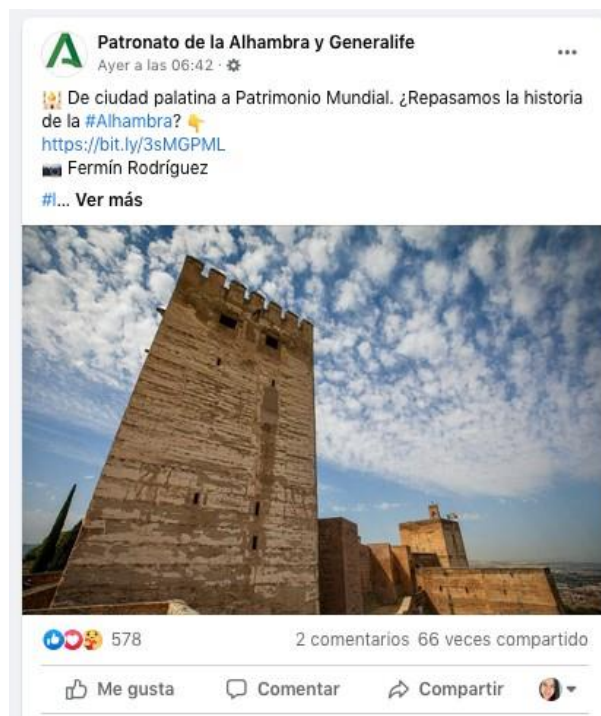 Patronato de la Alhambra y Generalife
Ayer a las 06:42 ·
De ciudad palatina a Patrimonio Mundial. ¿Repasamos la historia
de la #Alhambra? 👇
https://bit.ly/3sMGPML
📷 Fermín Rodríguez
#I... Ver más
578 2 comentarios 66 veces compartido
Me gusta Comentar Compartir